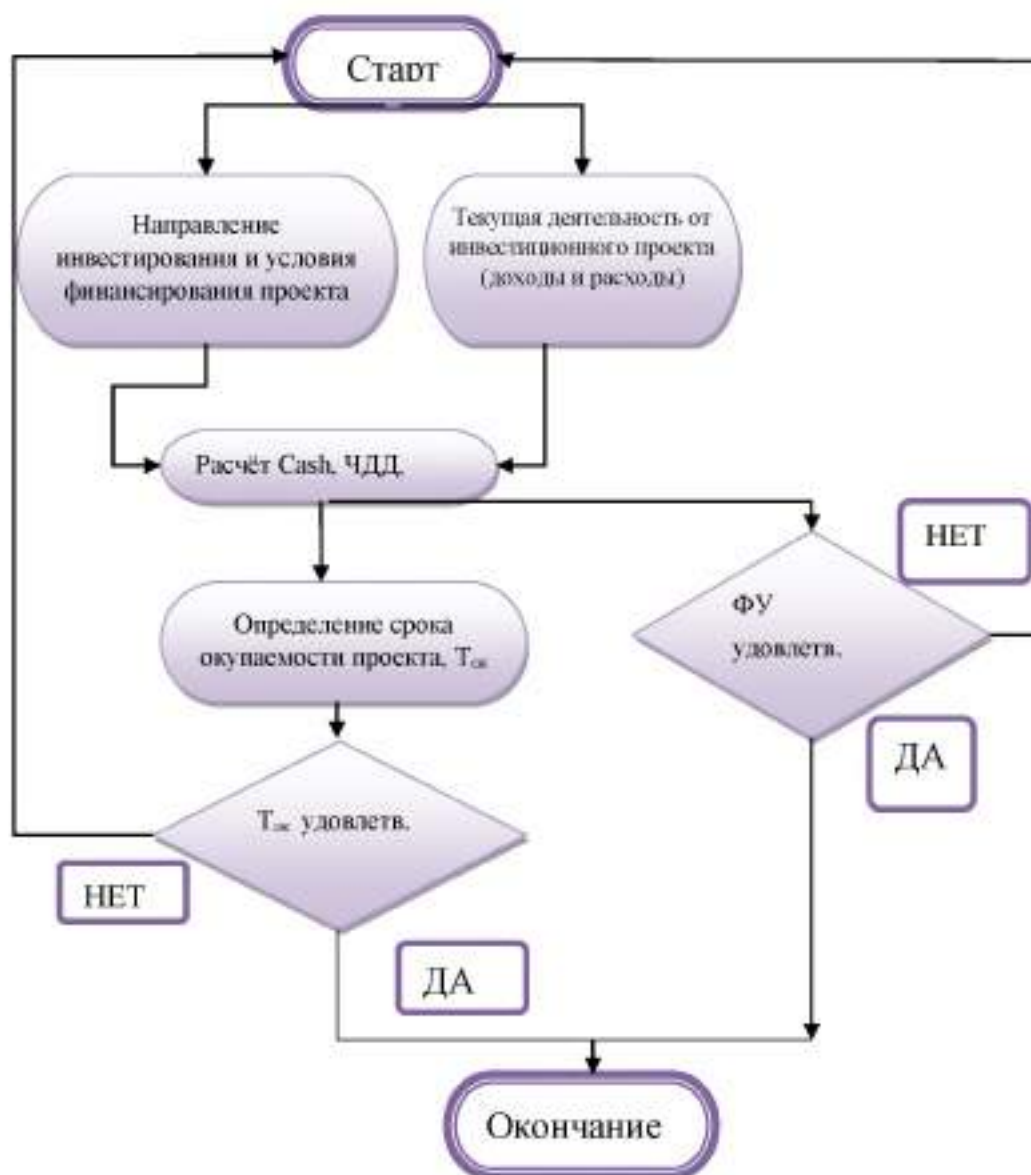 Старт
Направление
инвестирования и условия
финансирования проекта
Текущая деятельность от
инвестиционного проекта
(доходы и расходы)
Расчёт Cash, ЧДД,
НЕТ
ФУ
удовлетв.
Определение срока
окупаемости проекта, Tок
ДА
Tок удовлетв.
НЕТ
ДА
Окончание